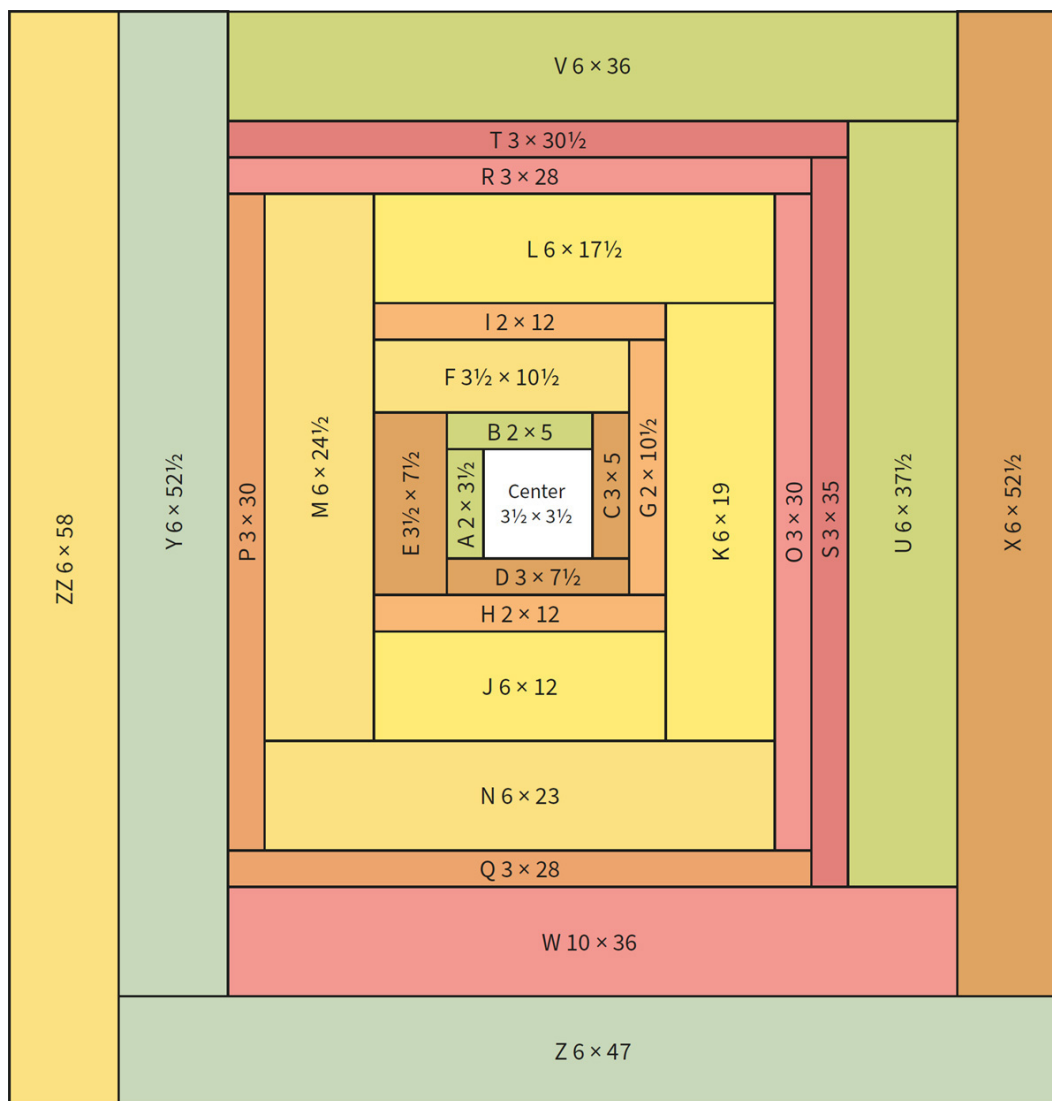 V 6 × 36
T 3 × 30½
R 3 × 28
L 6 × 17½
I 2 × 12
F 3½ × 10½
B 2 × 5
ZZ 6 × 58
Y 6 × 52½
P 3 × 30
M 6 × 24½
E 3½ × 7½
A 2 × 3½
Center
3½ × 3½
C 3 × 5
G 2 × 10½
K 6 × 19
O 3 × 30
S 3 × 35
U 6 × 37½
X 6 × 52½
D 3 × 7½
H 2 × 12
J 6 × 12
N 6 × 23
Q 3 × 28
W 10 × 36
Z 6 × 47